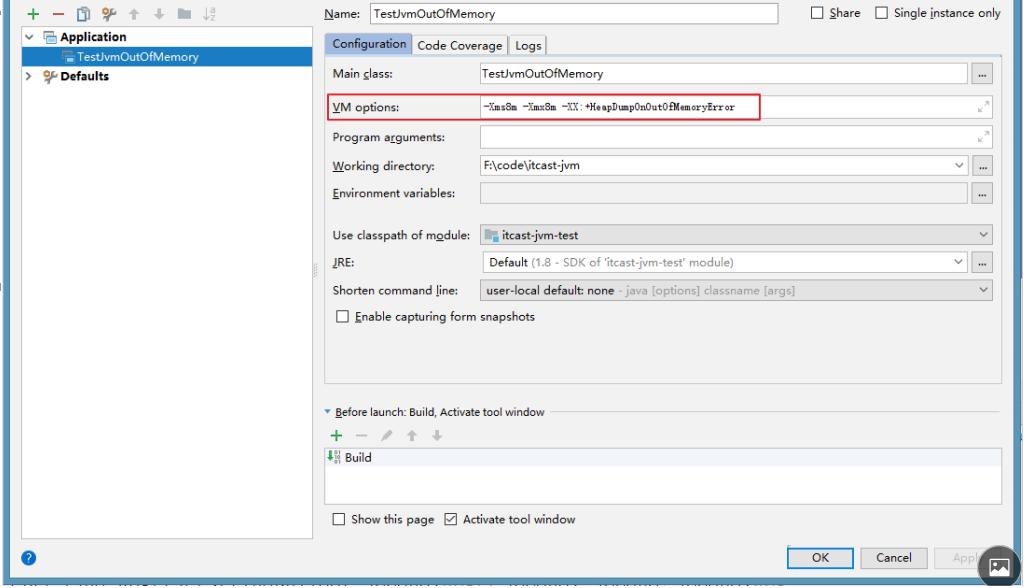 Name: TestJvmOutOfMemory
Share
Single instance only
Application
TestJvmOutOfMemory
Defaults
Configuration
Code Coverage
Logs
Main class: TestJvmOutOfMemory
VM options: -Xms8m -Xmx8m -XX:+HeapDumpOnOutOfMemoryError
Program arguments:
Working directory: F:\code\itcast-jvm
Environment variables:
Use classpath of module: itcast-jvm-test
JRE: Default (1.8 - SDK of 'itcast-jvm-test' module)
Shorten command line: user-local default: none - java [options] classname [args]
Enable capturing form snapshots
Before launch: Build, Activate tool window
Build
Show this page
Activate tool window
OK
Cancel